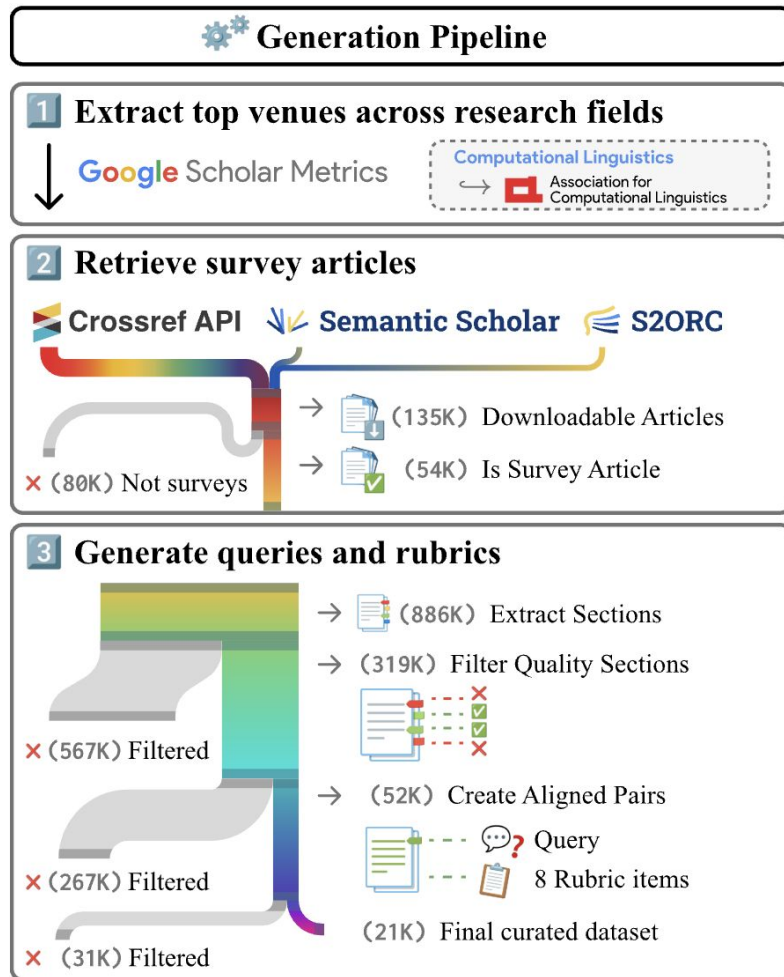 Generation Pipeline
1 Extract top venues across research fields
Google Scholar Metrics
Computational Linguistics
Association for
Computational Linguistics
2 Retrieve survey articles
Crossref API
Semantic Scholar
S2ORC
→ (135K) Downloadable Articles
→ (54K) Is Survey Article
× (80K) Not surveys
3 Generate queries and rubrics
→ (886K) Extract Sections
→ (319K) Filter Quality Sections
× (567K) Filtered
→ (52K) Create Aligned Pairs
Query
8 Rubric items
× (267K) Filtered
(21K) Final curated dataset
× (31K) Filtered